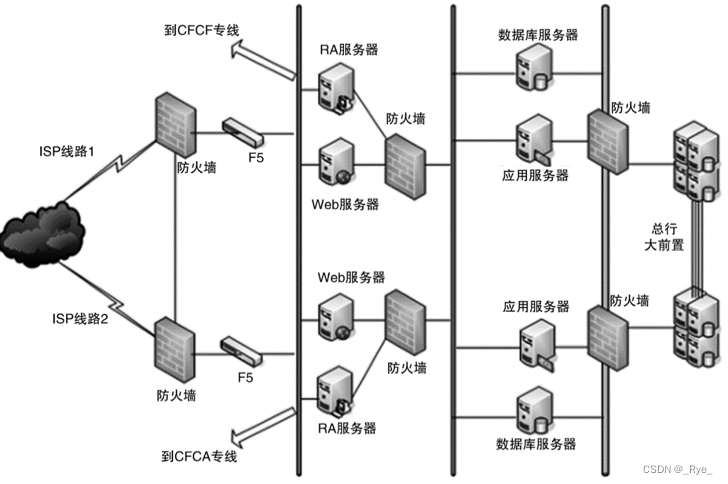 到CFCF专线
RA服务器
数据库服务器
防火墙
防火墙
ISP线路1
防火墙
F5
应用服务器
Web服务器
总行
大前置
Web服务器
应用服务器
防火墙
ISP线路2
防火墙
F5
防火墙
RA服务器
到CFCA专线
数据库服务器
CSDN @_Rye_